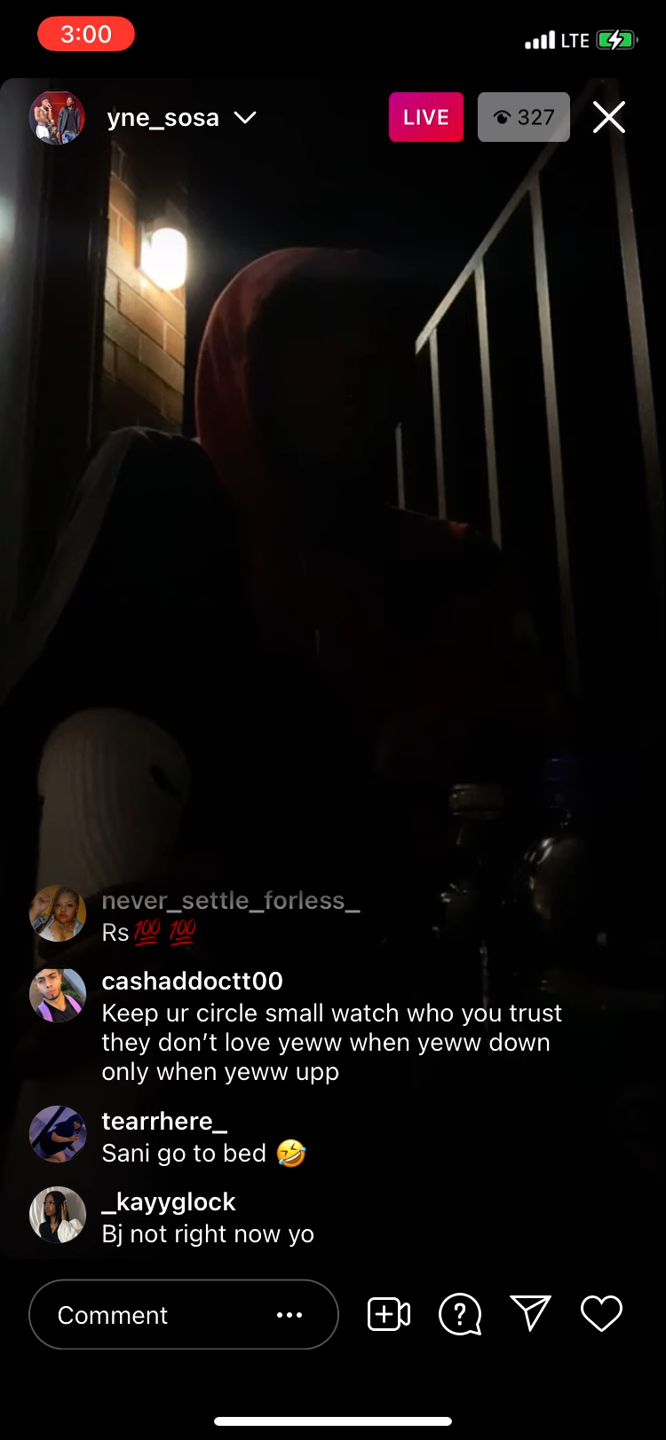 3:00
LTE
yne_sosa
LIVE
327
never_settle_forless_
Rs💯 💯
cashaddoctt00
Keep ur circle small watch who you trust
they don’t love yeww when yeww down
only when yeww upp
tearrhere_
Sani go to bed 🤣
_kayyglock
Bj not right now yo
Comment